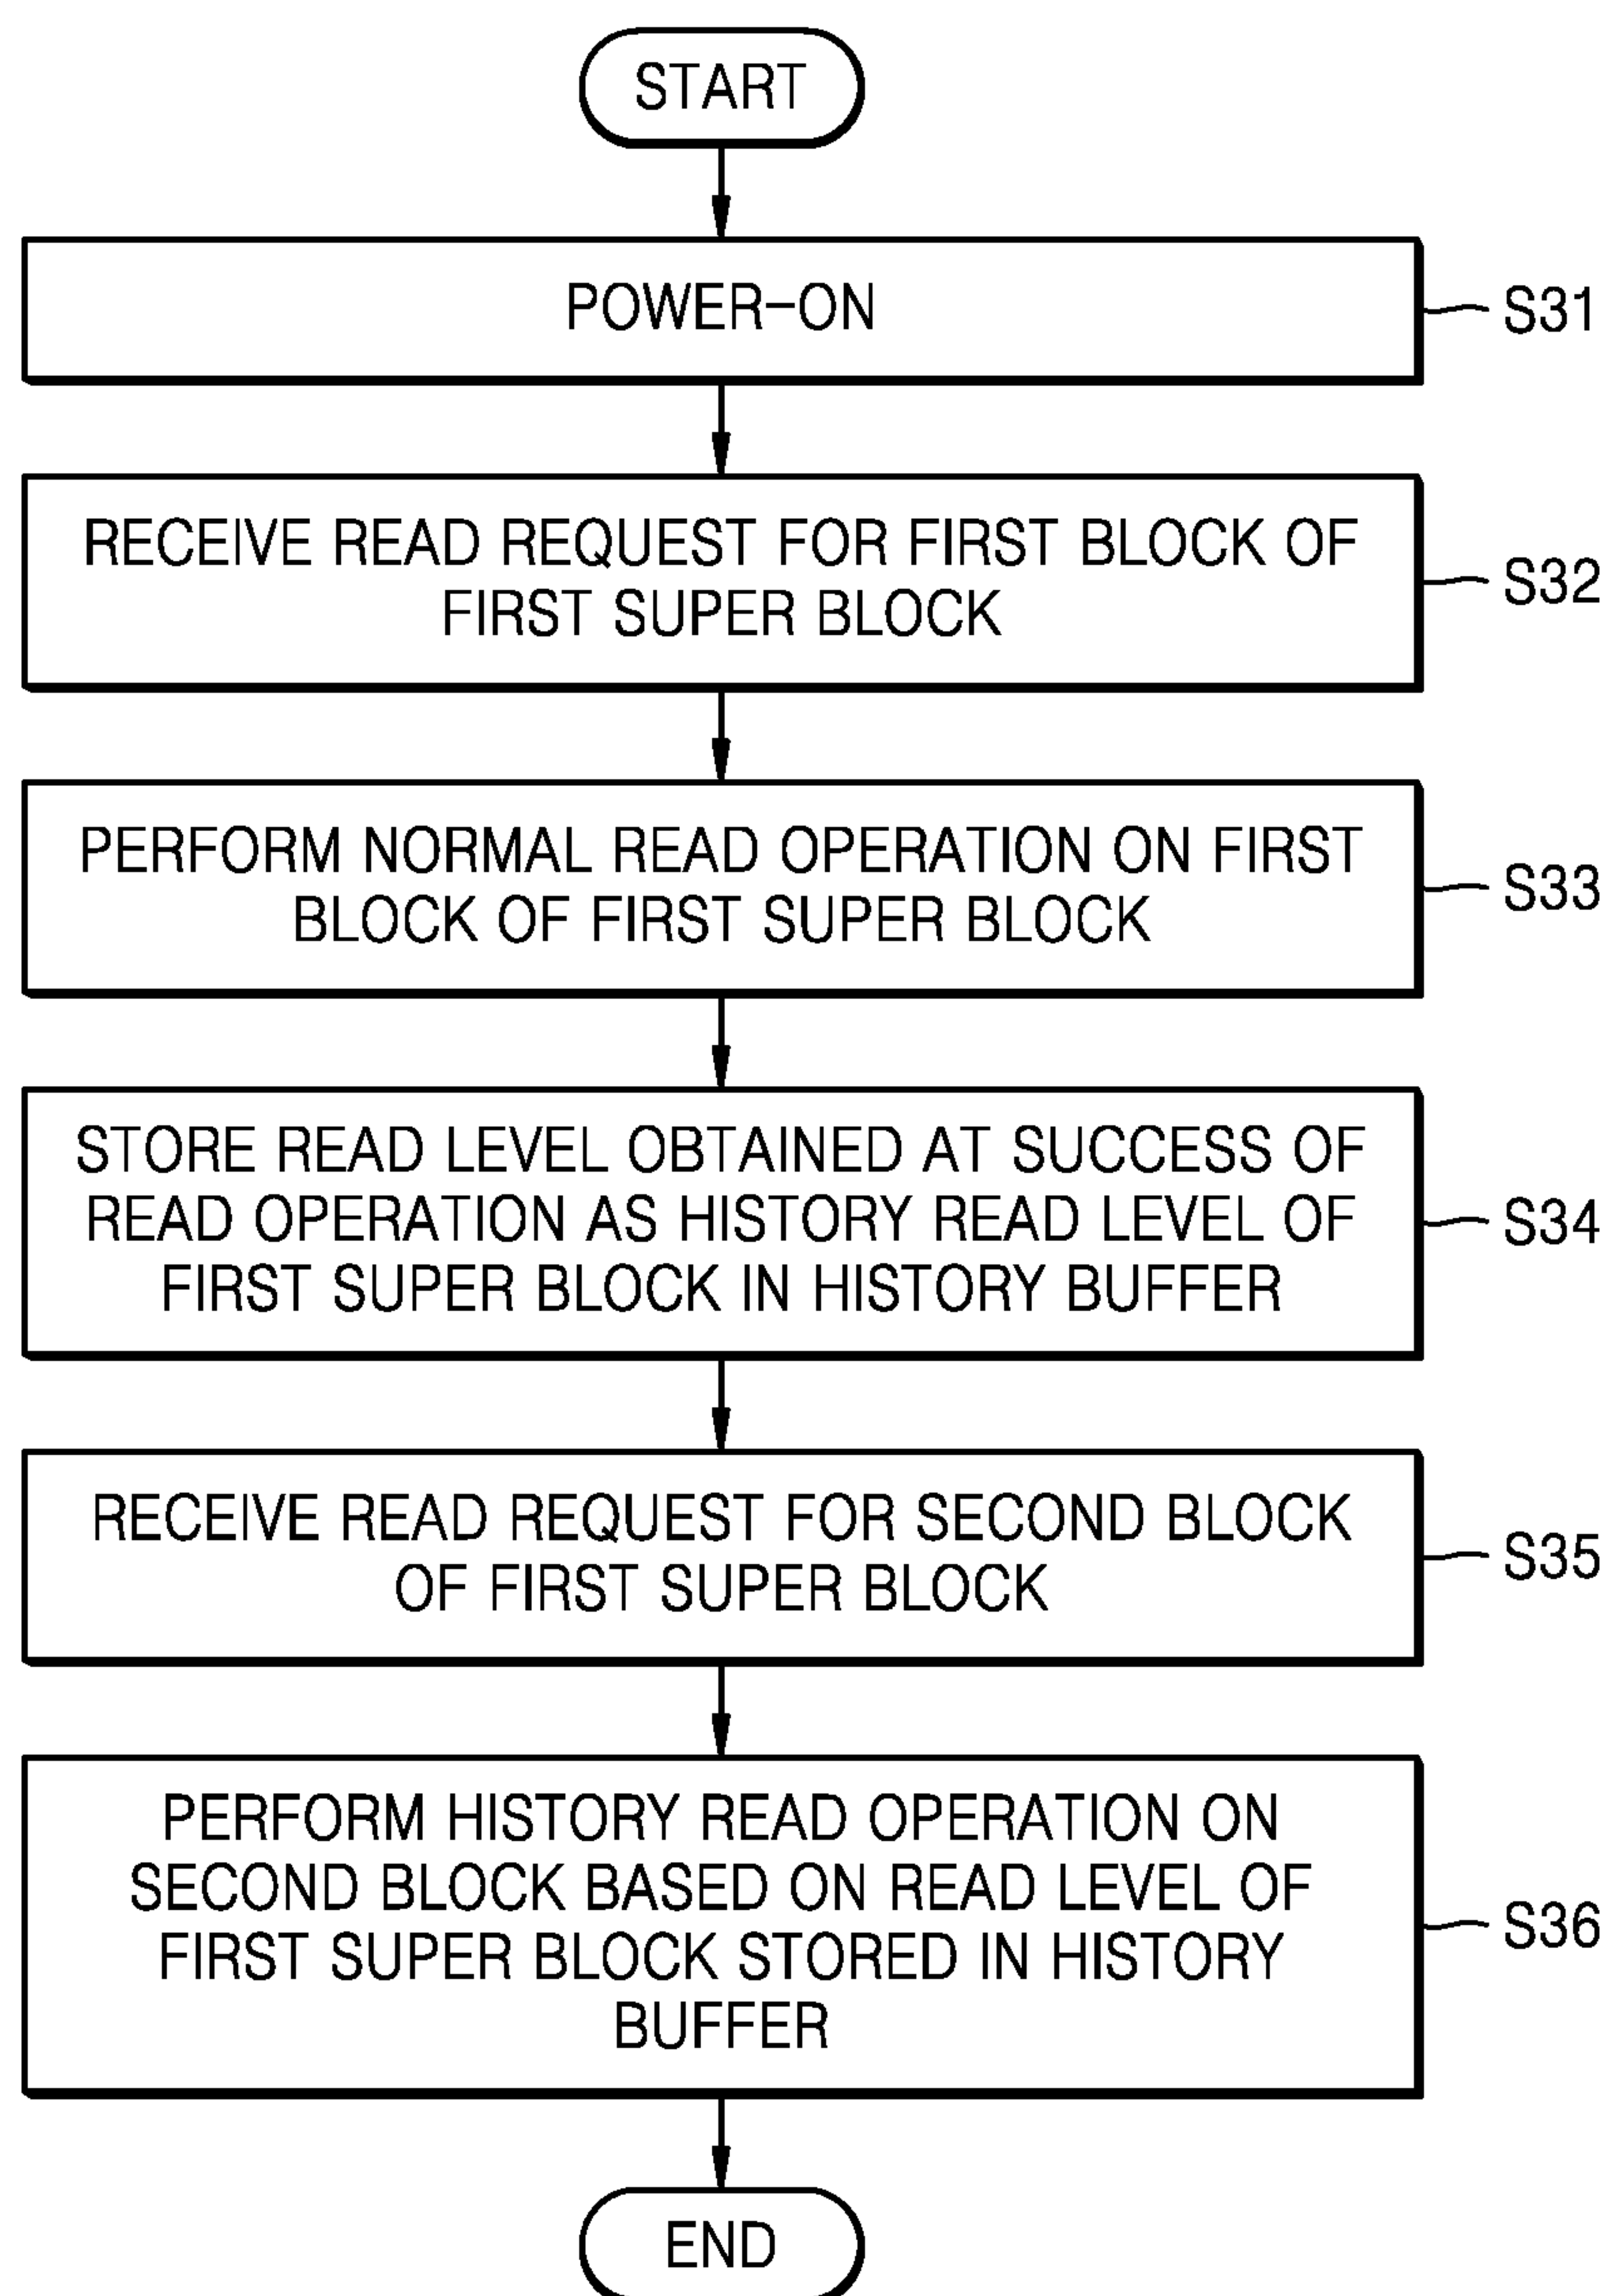 START
POWER-ON
S31
RECEIVE READ REQUEST FOR FIRST BLOCK OF
FIRST SUPER BLOCK
S32
PERFORM NORMAL READ OPERATION ON FIRST
BLOCK OF FIRST SUPER BLOCK
S33
STORE READ LEVEL OBTAINED AT SUCCESS OF
READ OPERATION AS HISTORY READ LEVEL OF
FIRST SUPER BLOCK IN HISTORY BUFFER
S34
RECEIVE READ REQUEST FOR SECOND BLOCK
OF FIRST SUPER BLOCK
S35
PERFORM HISTORY READ OPERATION ON
SECOND BLOCK BASED ON READ LEVEL OF
FIRST SUPER BLOCK STORED IN HISTORY
BUFFER
S36
END